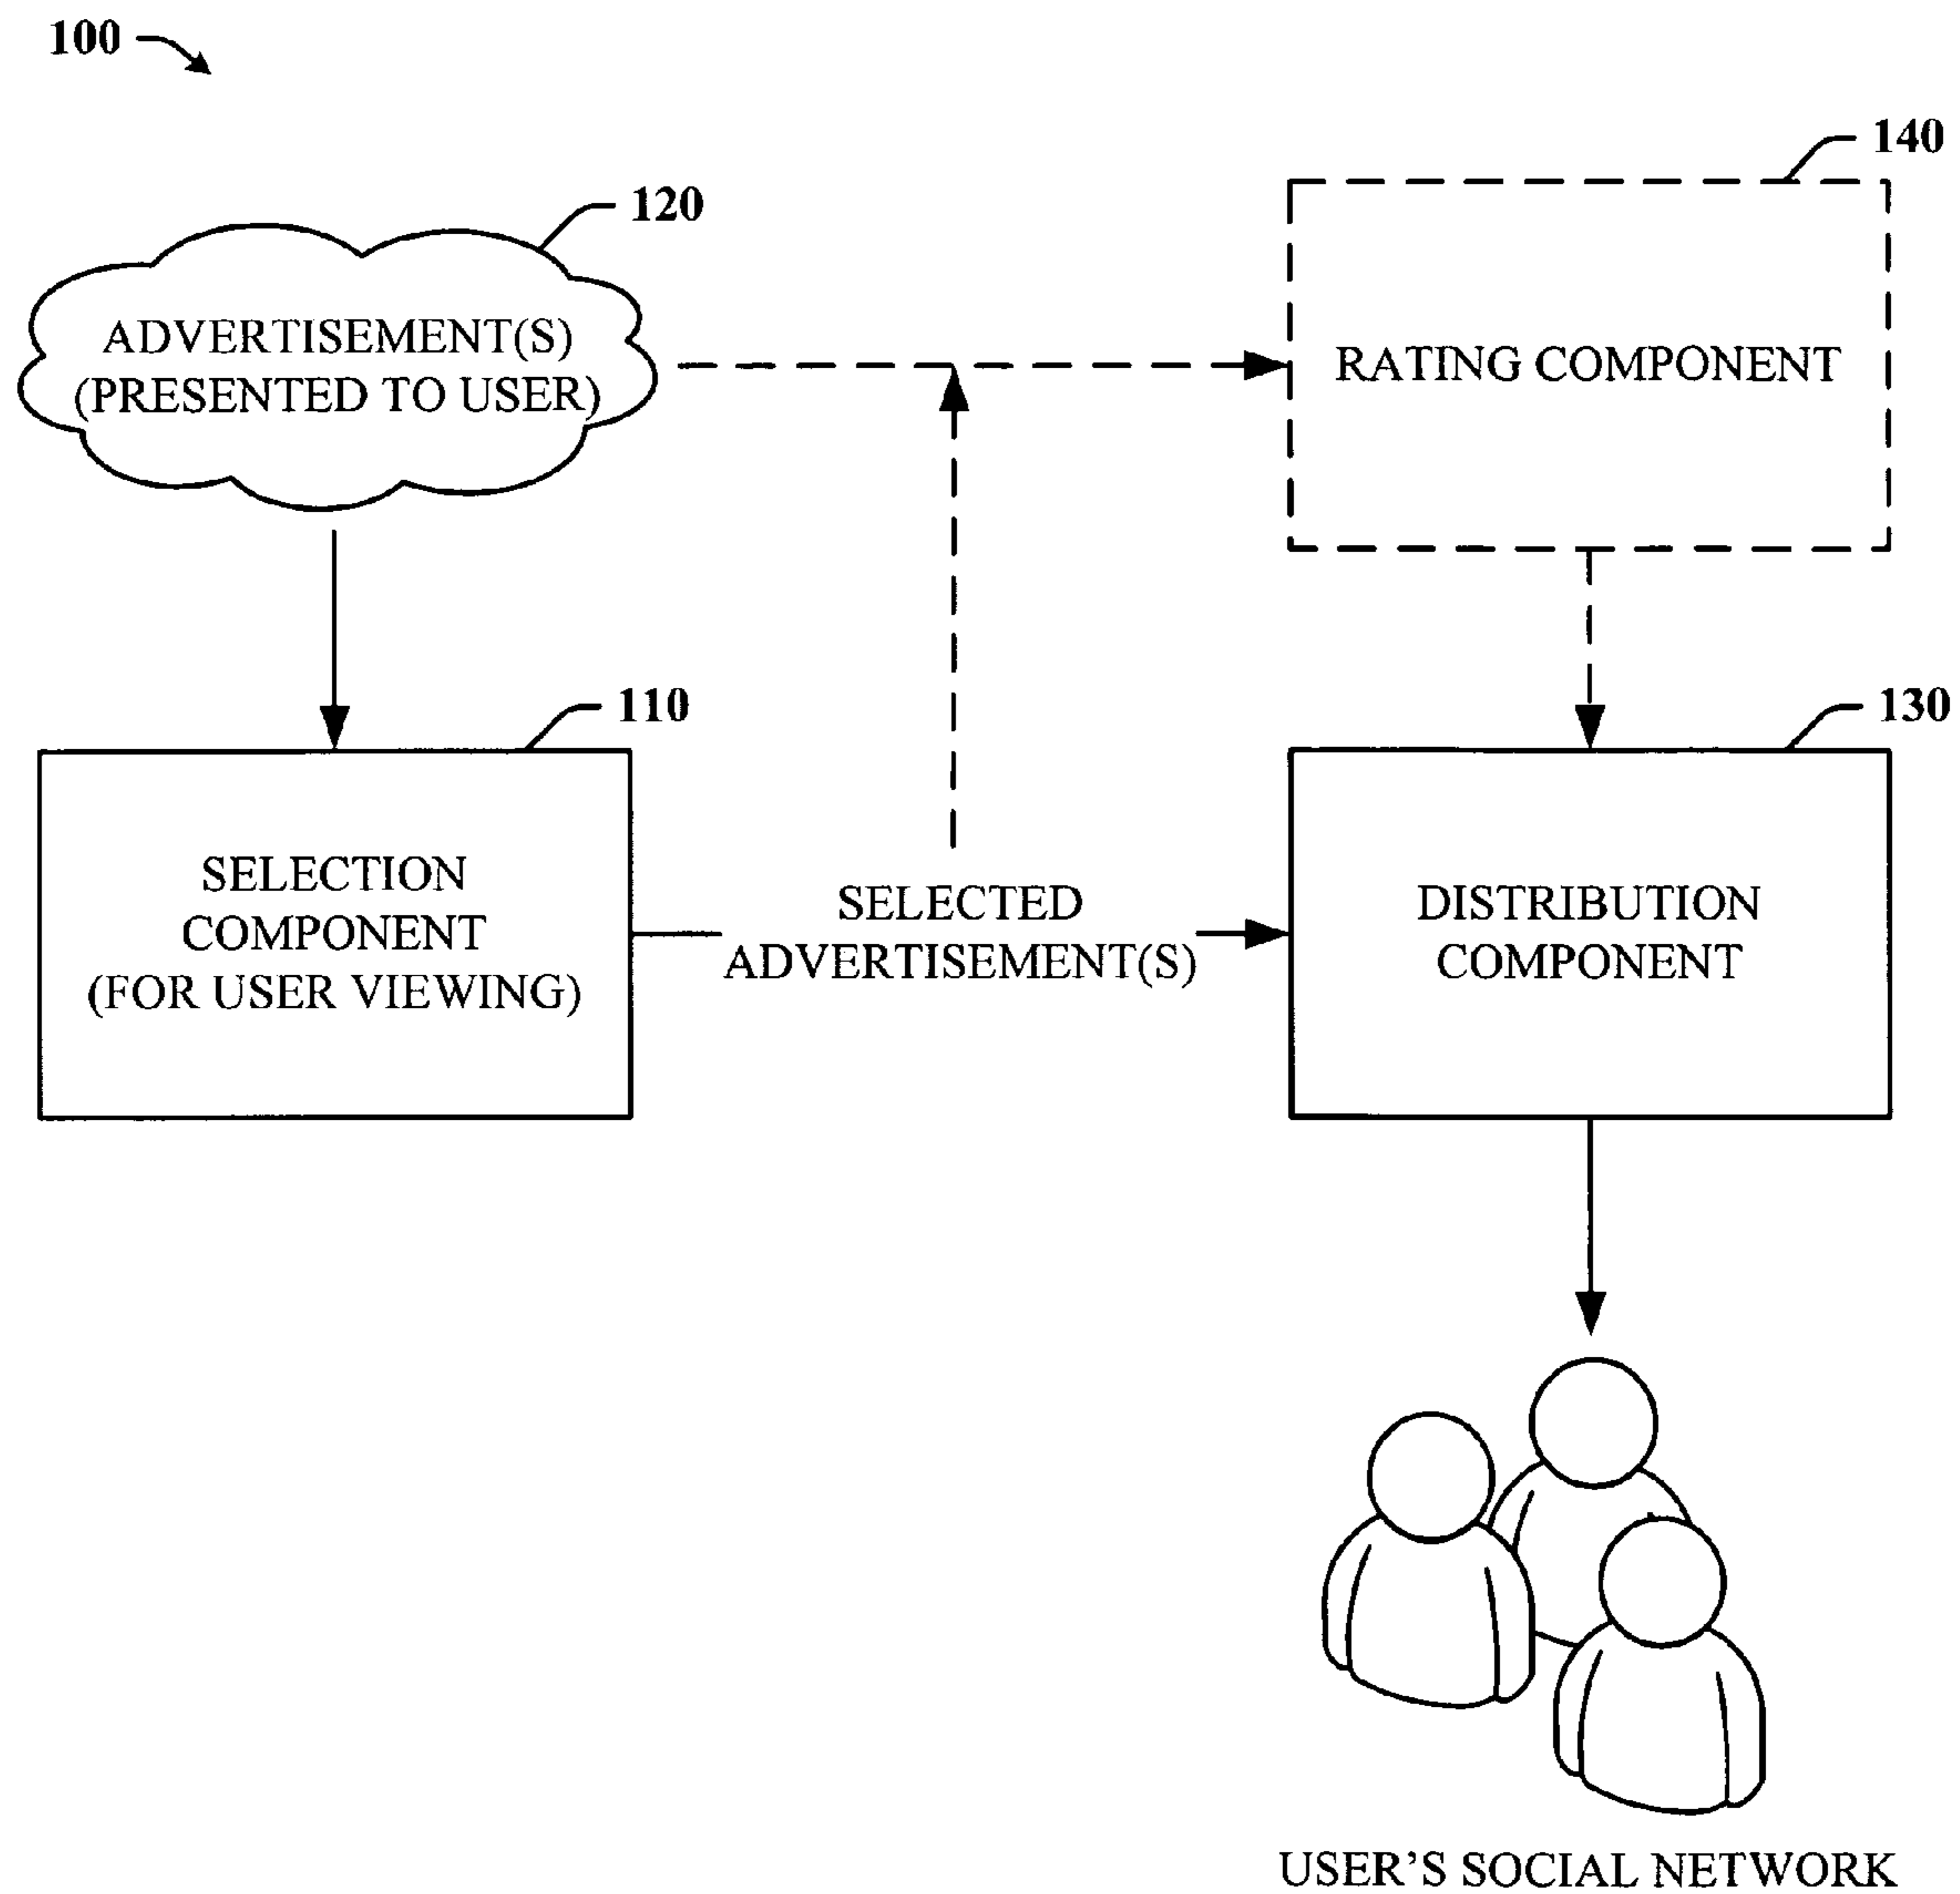 100
140
120
ADVERTISEMENT(S)
(PRESENTED TO USER)
RATING COMPONENT
110
130
SELECTION
COMPONENT
(FOR USER VIEWING)
SELECTED
ADVERTISEMENT(S)
DISTRIBUTION
COMPONENT
USER'S SOCIAL NETWORK